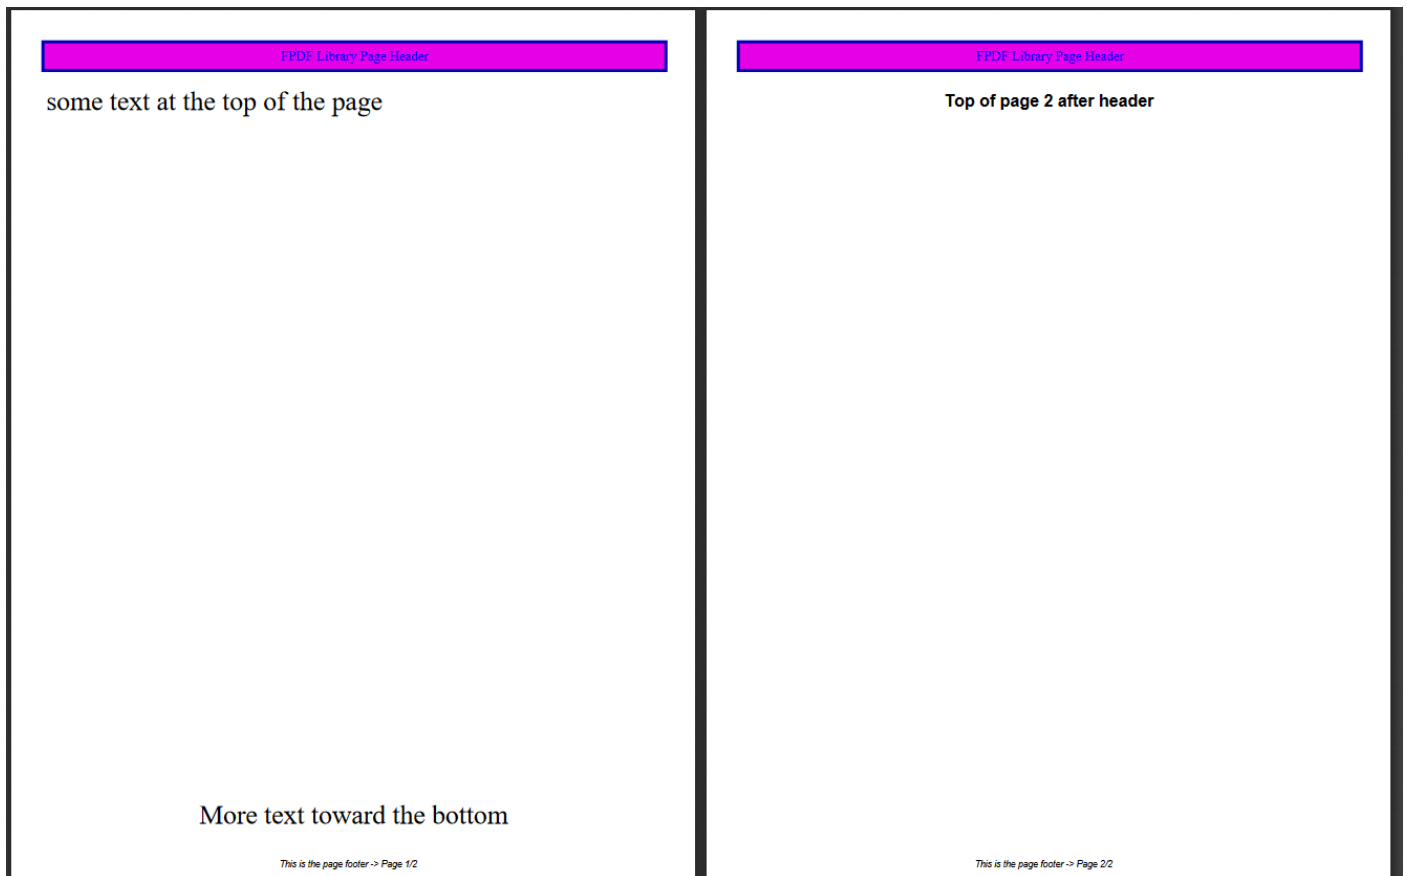 FPDF Library Page Header
some text at the top of the page
More text toward the bottom
This is the page footer -> Page 1/2
FPDF Library Page Header
Top of page 2 after header
This is the page footer -> Page 2/2